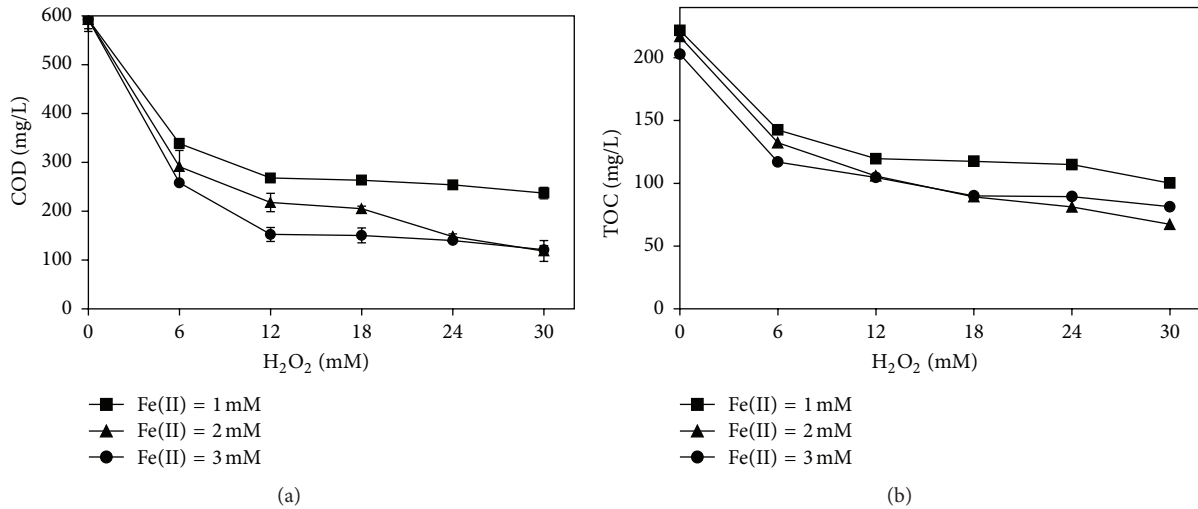 600
500
400
300
200
100
0
COD (mg/L)
0 6 12 18 24 30
H₂O₂ (mM)
Fe(II) = 1 mM
Fe(II) = 2 mM
Fe(II) = 3 mM
(a)
200
150
100
50
0
TOC (mg/L)
0 6 12 18 24 30
H₂O₂ (mM)
Fe(II) = 1 mM
Fe(II) = 2 mM
Fe(II) = 3 mM
(b)